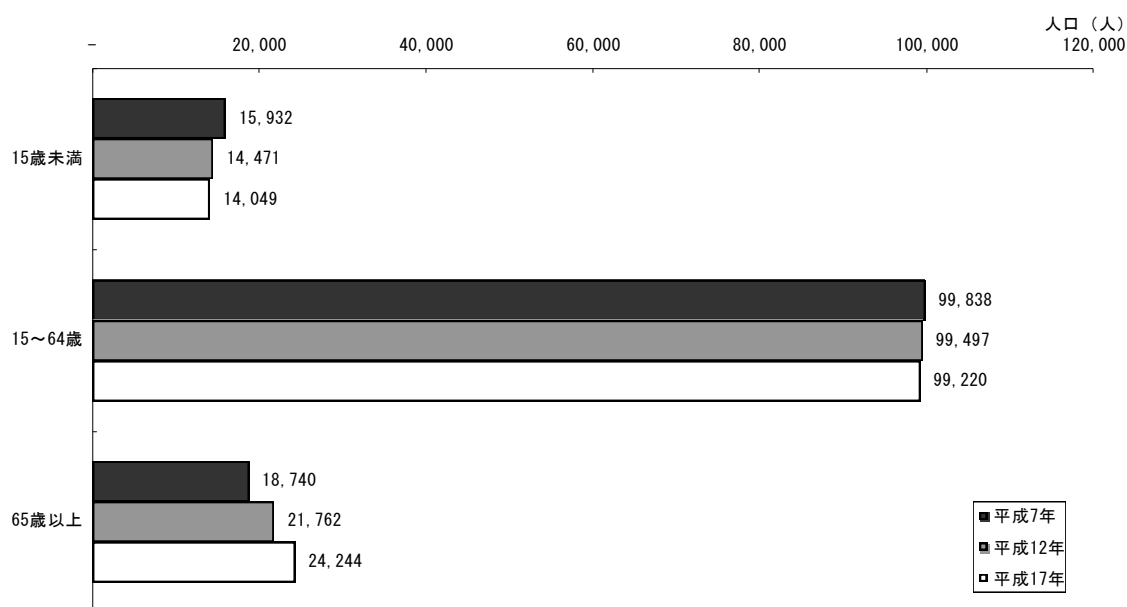 人口（人）
－ 20,000 40,000 60,000 80,000 100,000 120,000
15,932
15歳未満 14,471
14,049
99,838
15～64歳 99,497
99,220
18,740
65歳以上 21,762
24,244
平成7年
平成12年
平成17年